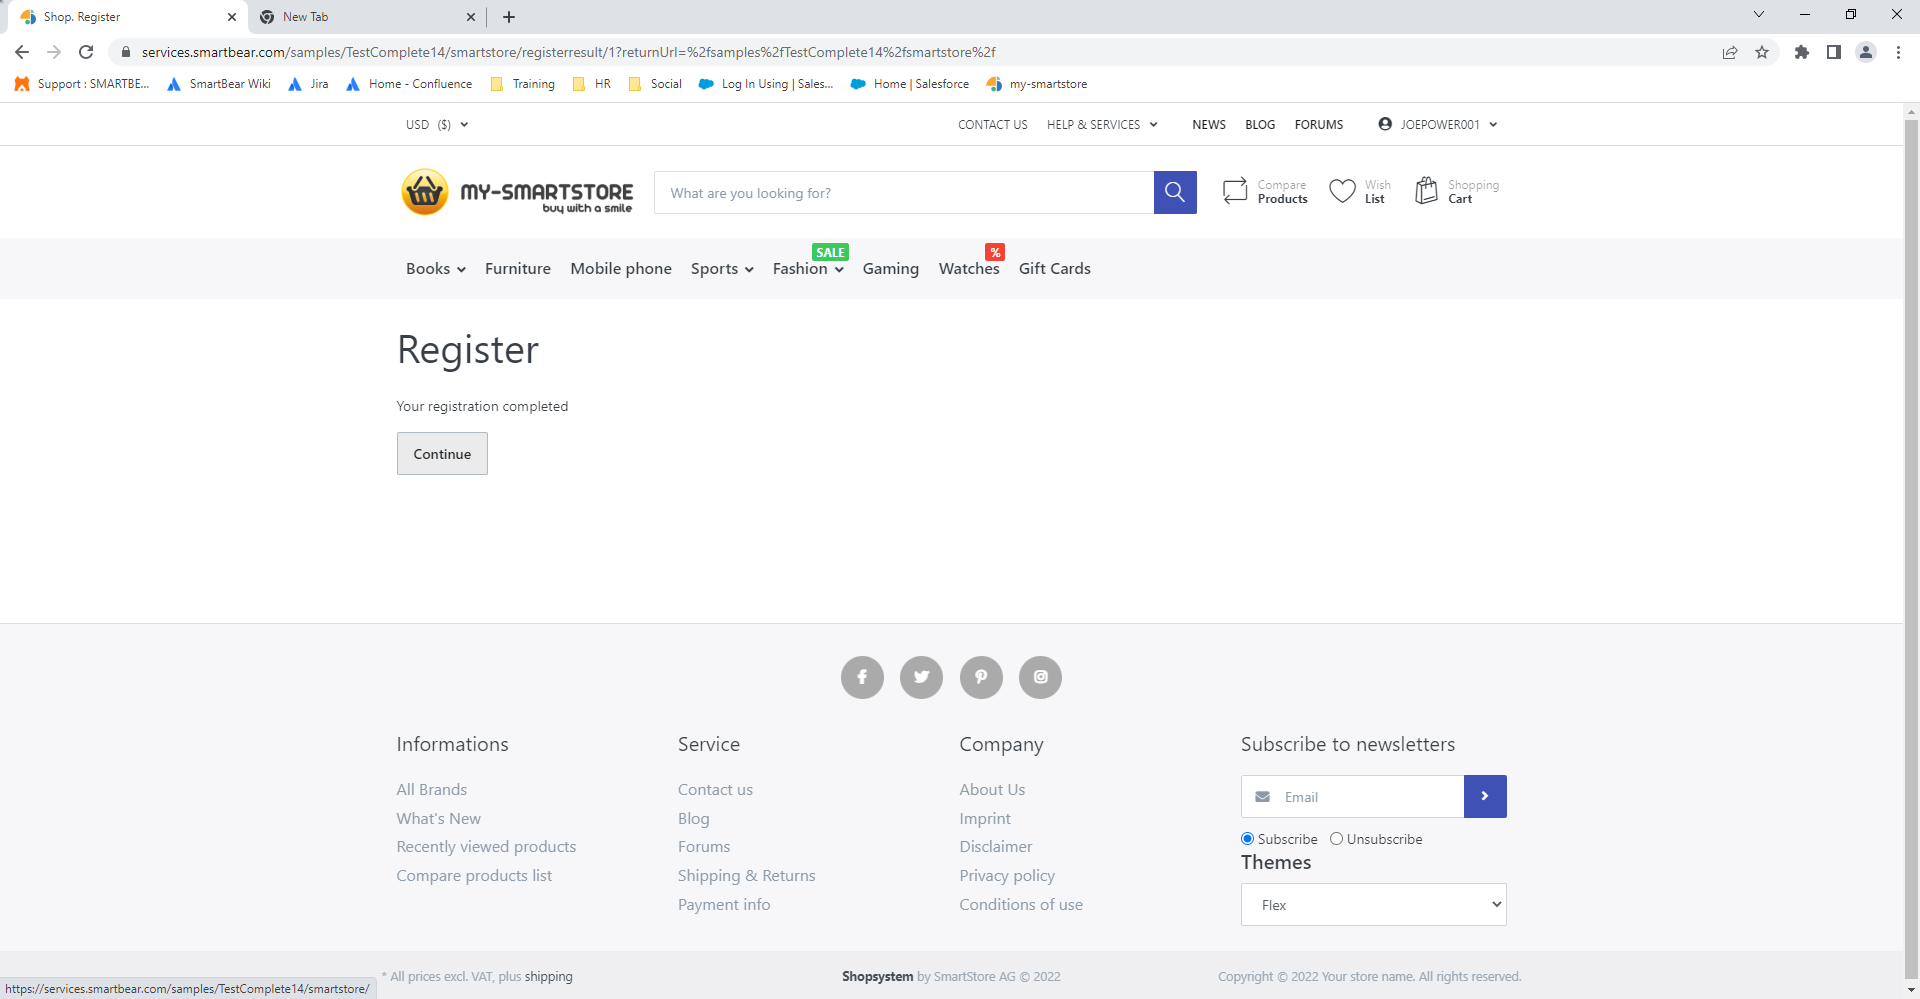 Shop. Register
New Tab
services.smartbear.com/samples/TestComplete14/smartstore/registerresult/1?returnUrl=%2fsamples%2fTestComplete14%2fsmartstore%2f
Support : SMARTBE... SmartBear Wiki Jira Home - Confluence Training HR Social Log In Using | Sales... Home | Salesforce my-smartstore
USD ($) CONTACT US HELP & SERVICES NEWS BLOG FORUMS JOEPOWER001
MY-SMARTSTORE
buy with a smile
What are you looking for?
Compare
Products
Wish
List
Shopping
Cart
SALE %
Books Furniture Mobile phone Sports Fashion Gaming Watches Gift Cards
Register
Your registration completed
Continue
Informations
All Brands
What's New
Recently viewed products
Compare products list
Service
Contact us
Blog
Forums
Shipping & Returns
Payment info
Company
About Us
Imprint
Disclaimer
Privacy policy
Conditions of use
Subscribe to newsletters
Email
Subscribe Unsubscribe
Themes
Flex
* All prices excl. VAT, plus shipping
Shopsystem by SmartStore AG © 2022
Copyright © 2022 Your store name. All rights reserved.
https://services.smartbear.com/samples/TestComplete14/smartstore/